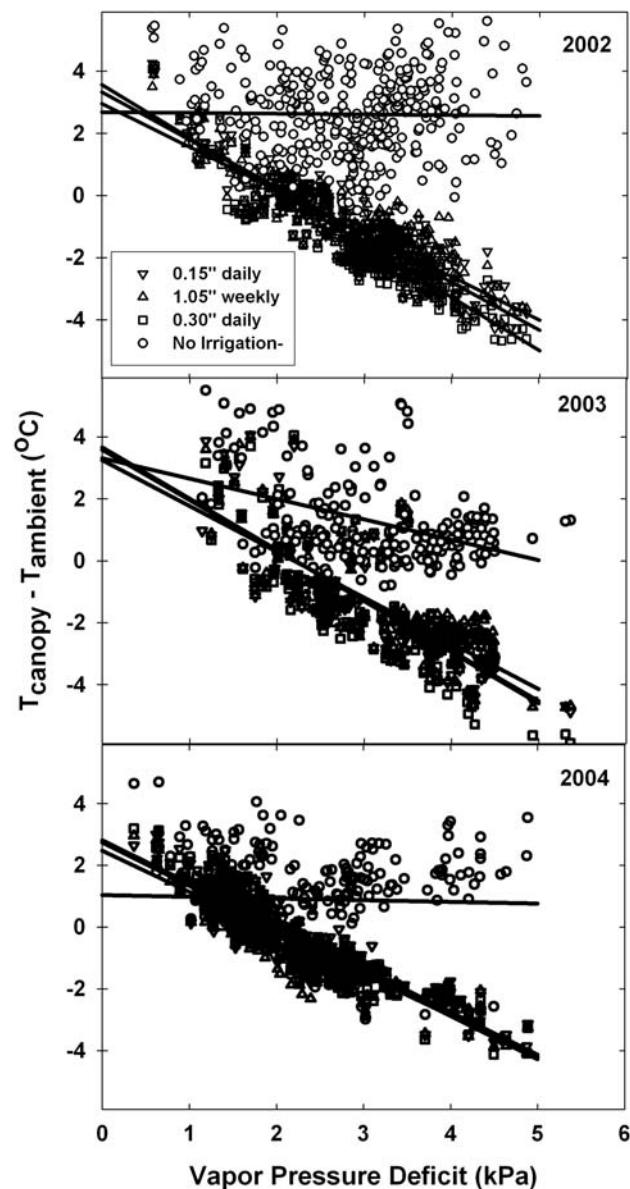 2002
4
2
0
-2
-4
0.15" daily
1.05" weekly
0.30" daily
No Irrigation-
2003
4
2
0
-2
-4
2004
4
2
0
-2
-4
0 1 2 3 4 5 6
Tcanopy - Tambient (ºC)
Vapor Pressure Deficit (kPa)